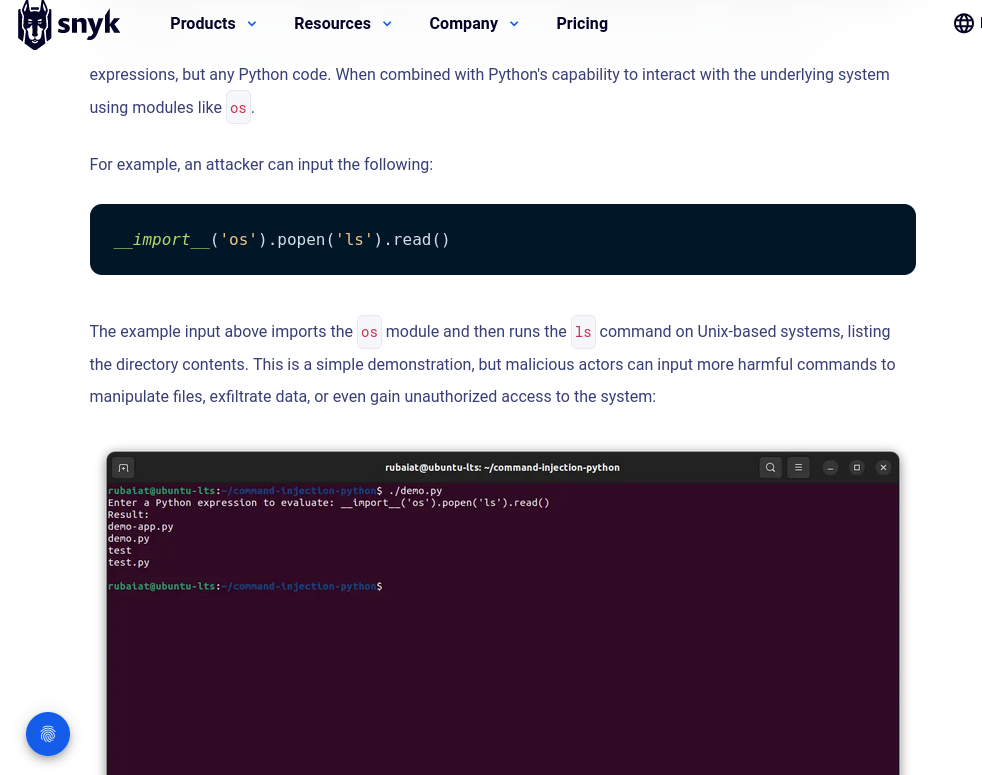 snyk Products Resources Company Pricing
expressions, but any Python code. When combined with Python's capability to interact with the underlying system
using modules like os.
For example, an attacker can input the following:
__import__('os').popen('ls').read()
The example input above imports the os module and then runs the ls command on Unix-based systems, listing
the directory contents. This is a simple demonstration, but malicious actors can input more harmful commands to
manipulate files, exfiltrate data, or even gain unauthorized access to the system:
rubaiat@ubuntu-lts: ~/command-injection-python
rubaiat@ubuntu-lts:~/command-injection-python$ ./demo.py
Enter a Python expression to evaluate: __import__('os').popen('ls').read()
Result:
demo-app.py
demo.py
test
test.py
rubaiat@ubuntu-lts:~/command-injection-python$